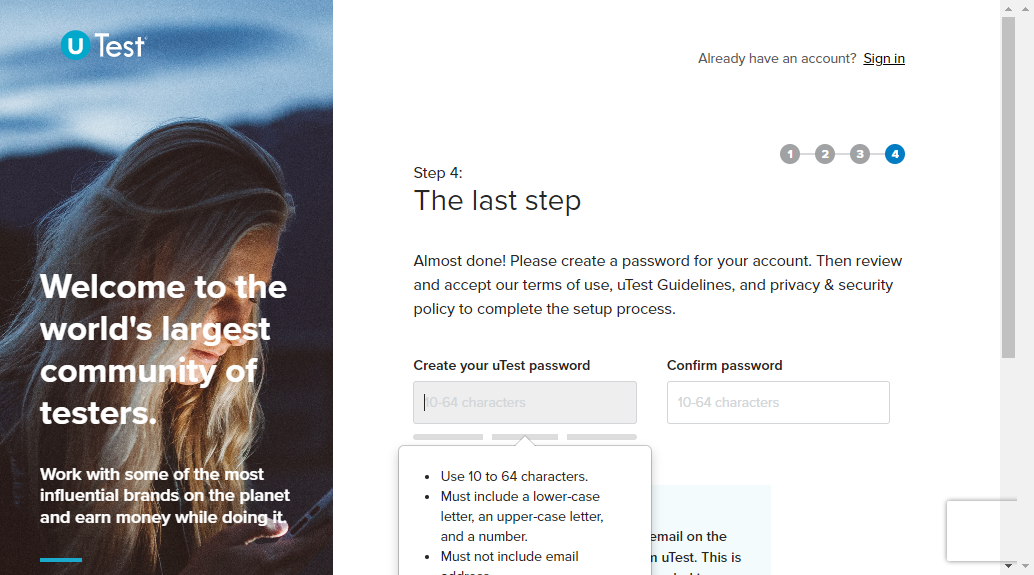 U Test
Already have an account? Sign in
1 2 3 4
Step 4:
The last step
Welcome to the
world's largest
community of
testers.
Work with some of the most
influential brands on the planet
and earn money while doing it.
Almost done! Please create a password for your account. Then review
and accept our terms of use, uTest Guidelines, and privacy & security
policy to complete the setup process.
Create your uTest password
Confirm password
10-64 characters
10-64 characters
• Use 10 to 64 characters.
• Must include a lower-case
letter, an upper-case letter,
and a number.
• Must not include email
email on the
uTest. This is